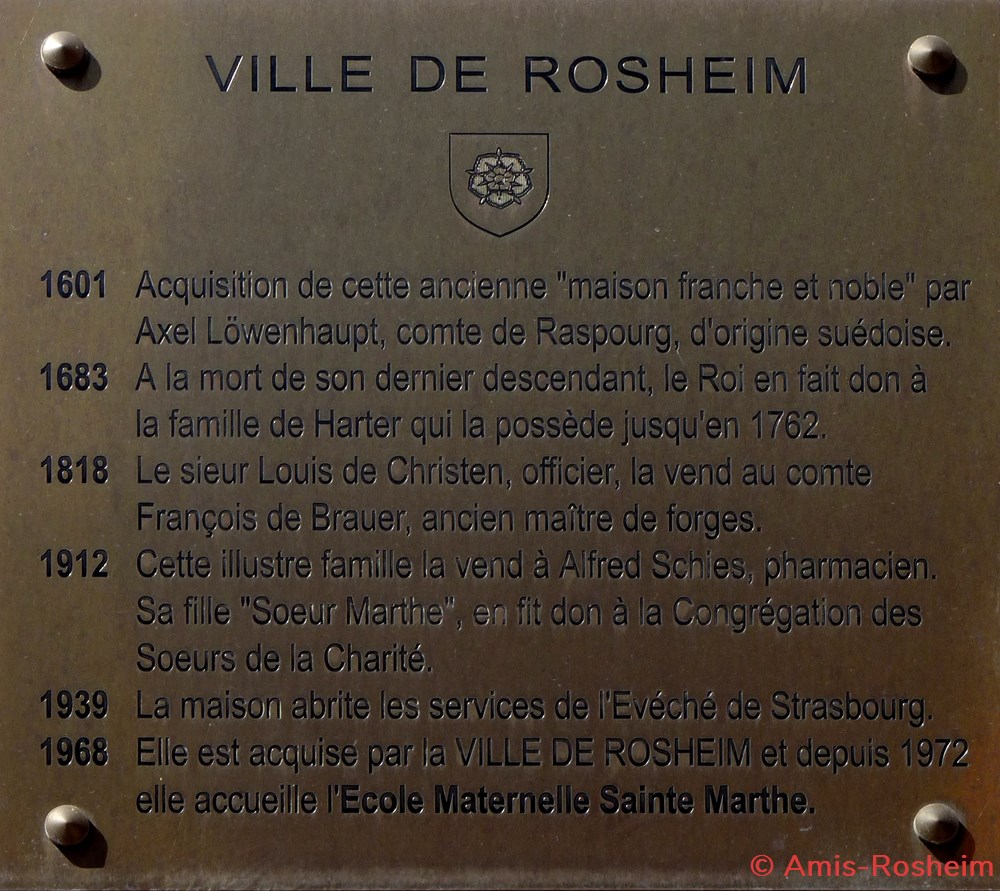 VILLE DE ROSHEIM
1601 Acquisition de cette ancienne "maison franche et noble" par
Axel Löwenhaupt, comte de Raspourg, d'origine suédoise.
1683 A la mort de son dernier descendant, le Roi en fait don à
la famille de Harter qui la possède jusqu'en 1762.
1818 Le sieur Louis de Christen, officier, la vend au comte
François de Brauer, ancien maître de forges.
1912 Cette illustre famille la vend à Alfred Schies, pharmacien.
Sa fille "Soeur Marthe", en fit don à la Congrégation des
Soeurs de la Charité.
1939 La maison abrite les services de l'Evéché de Strasbourg.
1968 Elle est acquise par la VILLE DE ROSHEIM et depuis 1972
elle accueille l'Ecole Maternelle Sainte Marthe.
© Amis-Rosheim